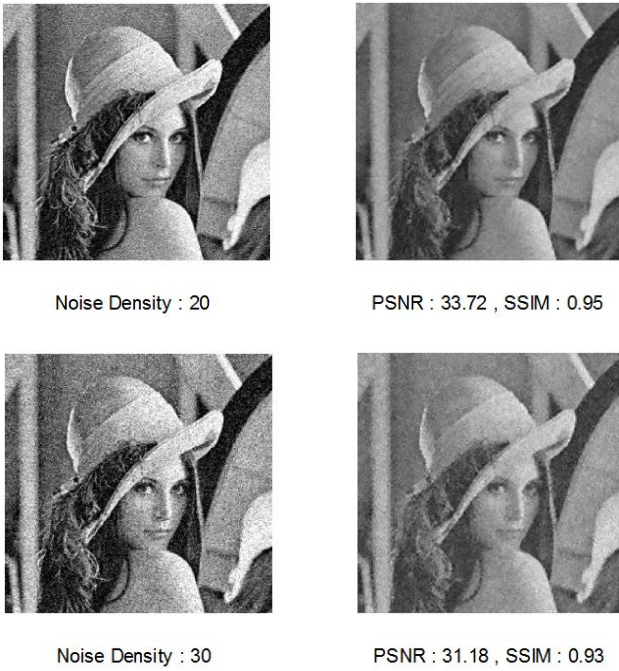 Noise Density : 20
PSNR : 33.72 , SSIM : 0.95
Noise Density : 30
PSNR : 31.18 , SSIM : 0.93